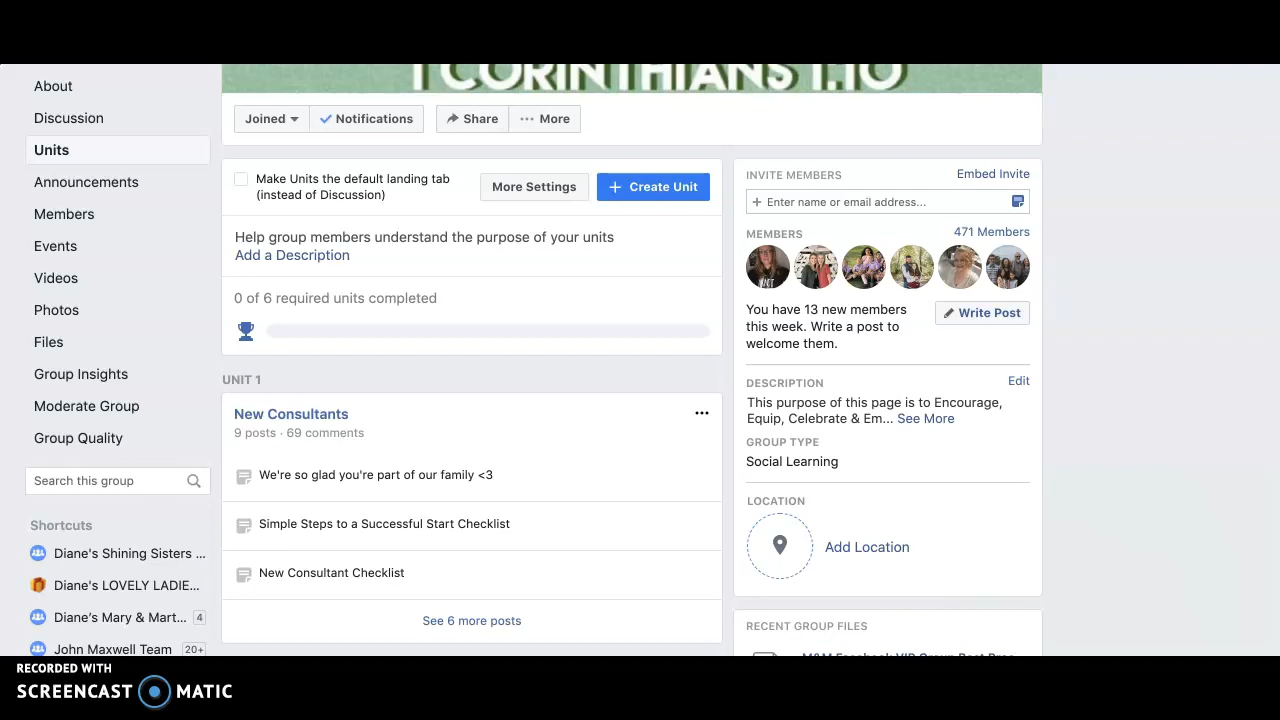 1 CORINTHIANS 1:10
About
Discussion
Units
Announcements
Members
Events
Videos
Photos
Files
Group Insights
Moderate Group
Group Quality
Search this group
Shortcuts
Diane's Shining Sisters ...
Diane's LOVELY LADIE...
Diane's Mary & Mart... 4
John Maxwell Team 20+
Joined
Notifications
Share
More
Make Units the default landing tab
(instead of Discussion)
More Settings
+ Create Unit
Help group members understand the purpose of your units
Add a Description
0 of 6 required units completed
UNIT 1
New Consultants
9 posts · 69 comments
We're so glad you're part of our family <3
Simple Steps to a Successful Start Checklist
New Consultant Checklist
See 6 more posts
INVITE MEMBERS
Embed Invite
+ Enter name or email address...
MEMBERS
471 Members
You have 13 new members
this week. Write a post to
welcome them.
Write Post
DESCRIPTION
Edit
This purpose of this page is to Encourage,
Equip, Celebrate & Em... See More
GROUP TYPE
Social Learning
LOCATION
Add Location
RECENT GROUP FILES
M&M Facebook VIP Group Post Pres
RECORDED WITH
SCREENCAST MATIC